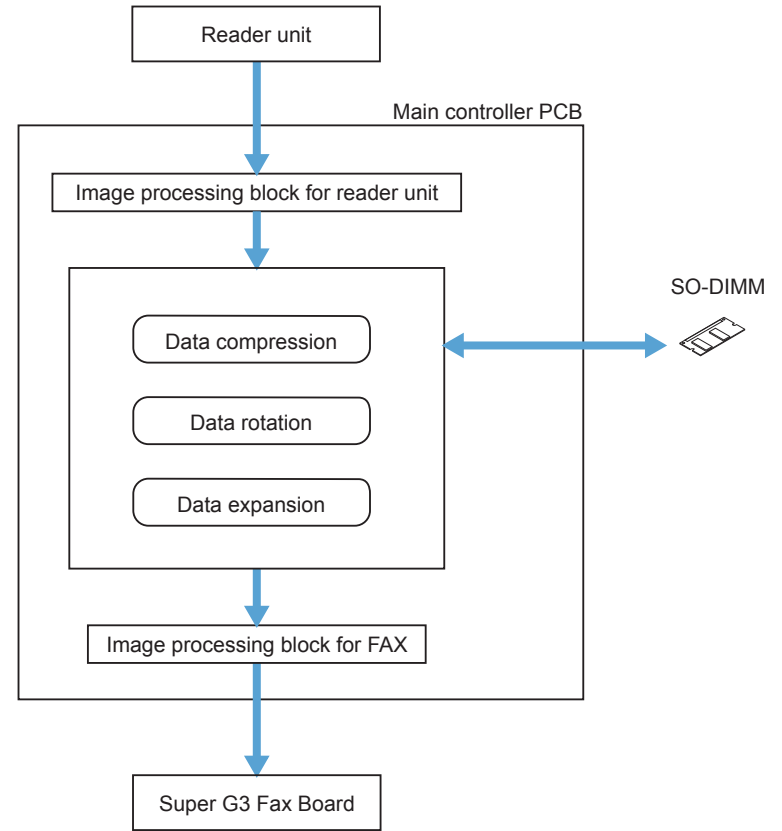 Reader unit
Main controller PCB
Image processing block for reader unit
SO-DIMM
Data compression
Data rotation
Data expansion
Image processing block for FAX
Super G3 Fax Board